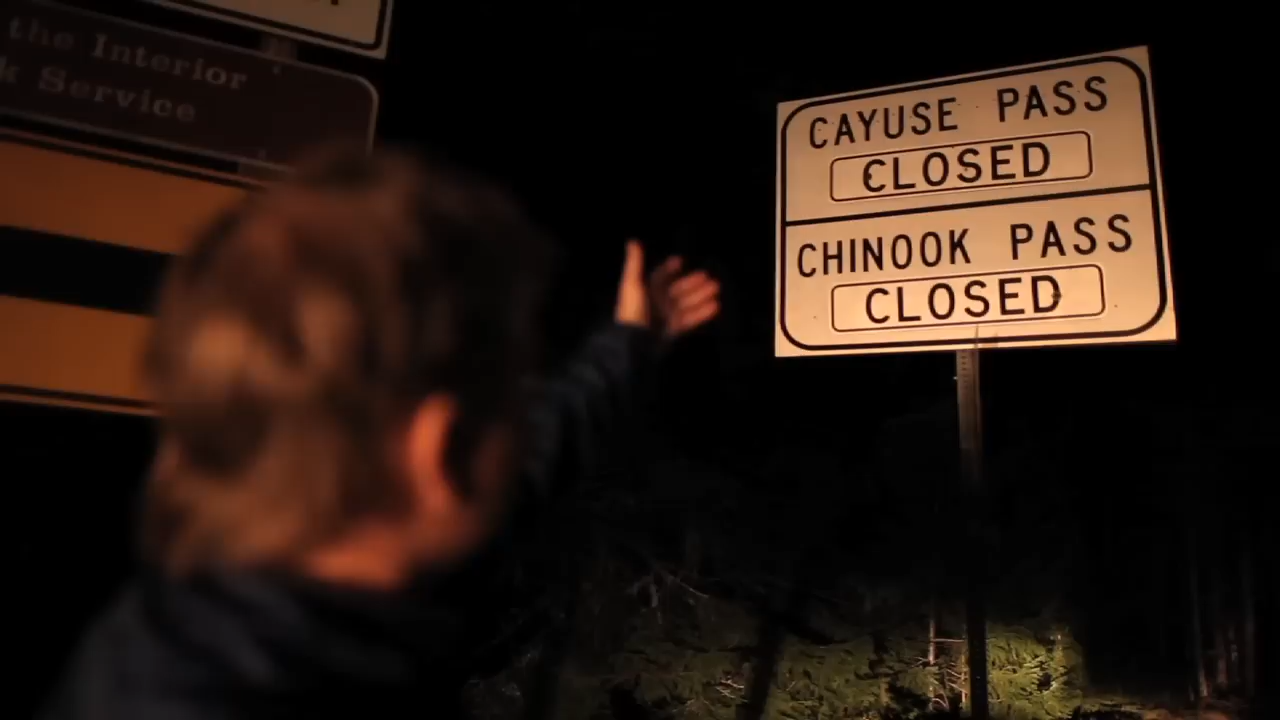 the Interior
k Service
CAYUSE PASS
CLOSED
CHINOOK PASS
CLOSED